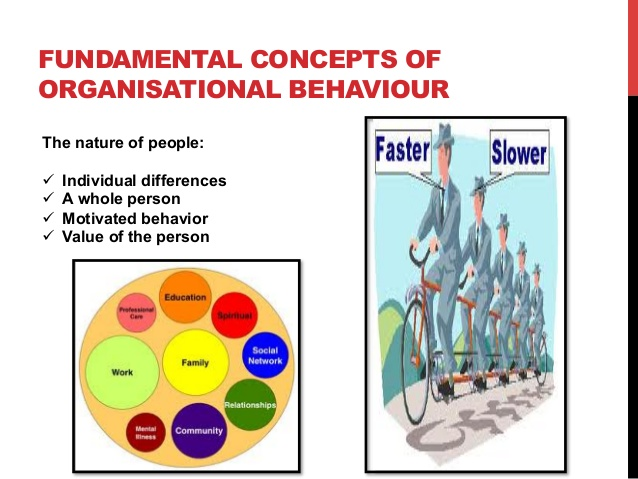 FUNDAMENTAL CONCEPTS OF
ORGANISATIONAL BEHAVIOUR
The nature of people:
✓ Individual differences
✓ A whole person
✓ Motivated behavior
✓ Value of the person
Faster
Slower
Education
Professional
Care
Spiritual
Family
Social
Network
Work
Relationships
Mental
Illness
Community